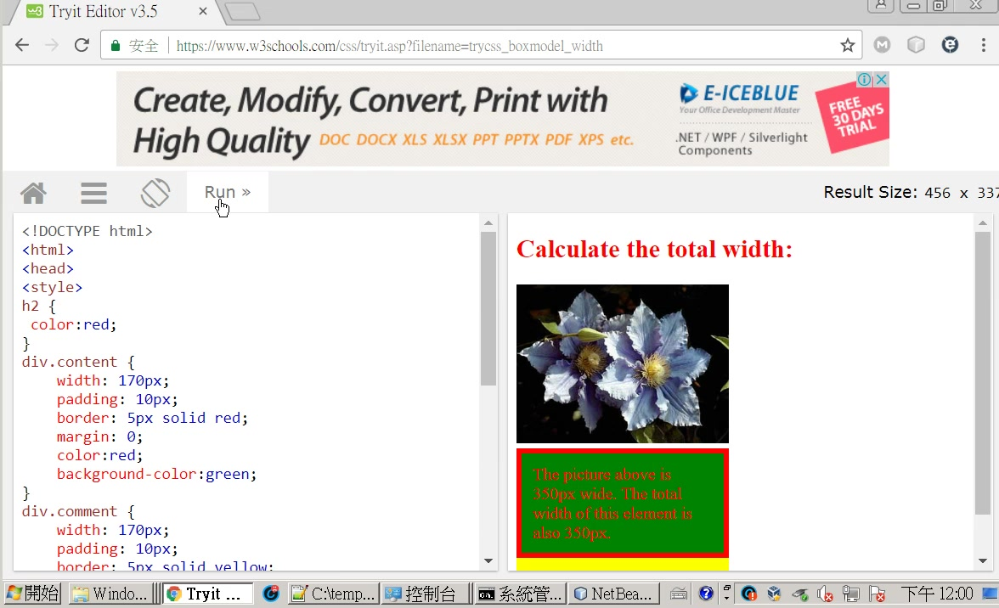 Tryit Editor v3.5
安全 https://www.w3schools.com/css/tryit.asp?filename=trycss_boxmodel_width
Create, Modify, Convert, Print with
High Quality DOC DOCX XLS XLSX PPT PPTX PDF XPS etc.
E-ICEBLUE
Your Office Development Master
.NET / WPF / Silverlight
Components
FREE
30 DAYS
TRIAL
Run »
Result Size: 456 x 337
<!DOCTYPE html>
<html>
<head>
<style>
h2 {
color:red;
}
div.content {
width: 170px;
padding: 10px;
border: 5px solid red;
margin: 0;
color:red;
background-color:green;
}
div.comment {
width: 170px;
padding: 10px;
border: 5px solid yellow;
Calculate the total width:
The picture above is
350px wide. The total
width of this element is
also 350px.
開始
Windo...
Tryit ...
C:\temp...
控制台
系統管...
NetBea...
下午 12:00